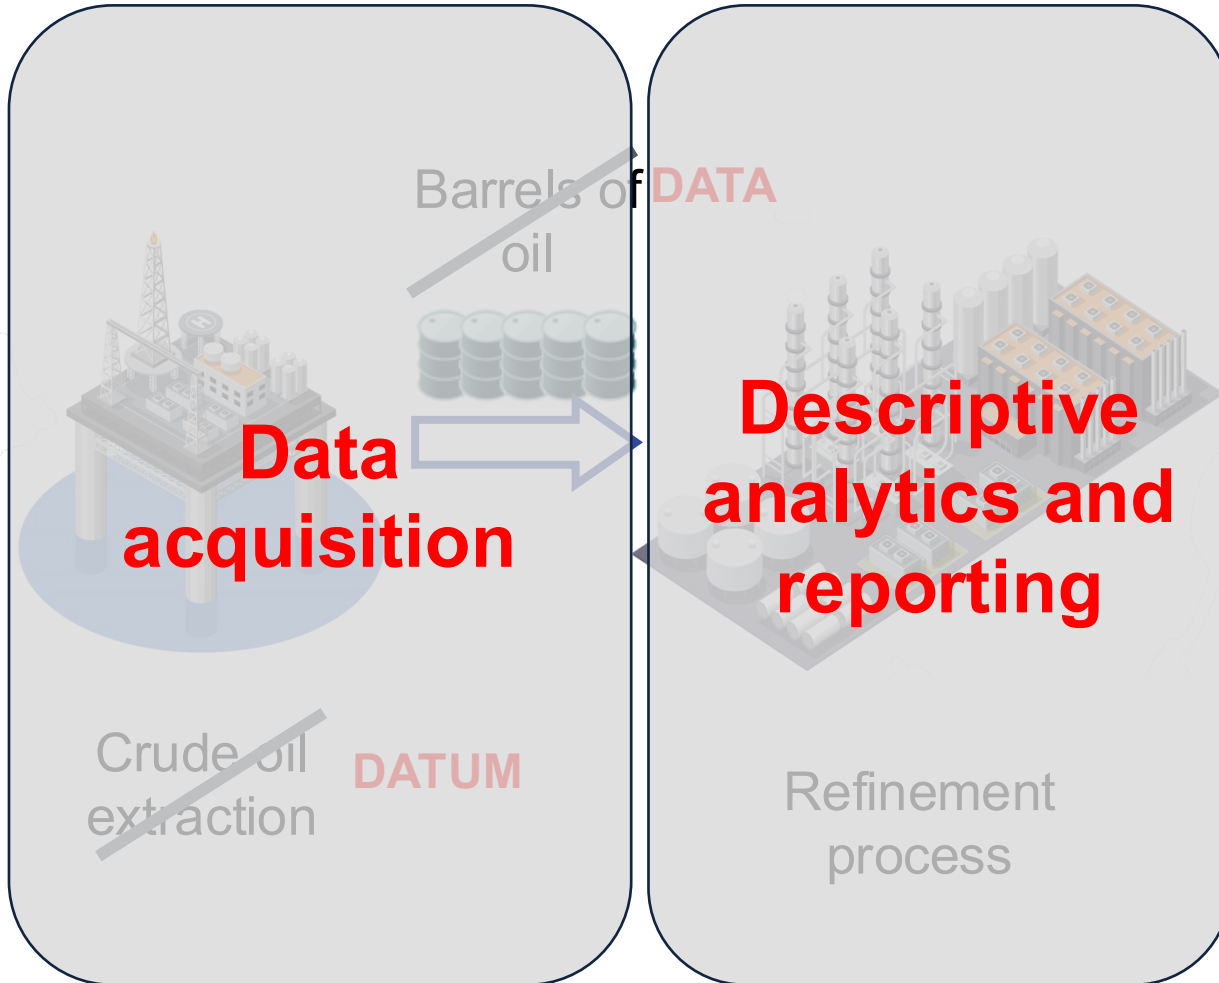 Barrels of
oil
DATA
H
Data
acquisition
Descriptive
analytics and
reporting
Crude oil
extraction
DATUM
Refinement
process